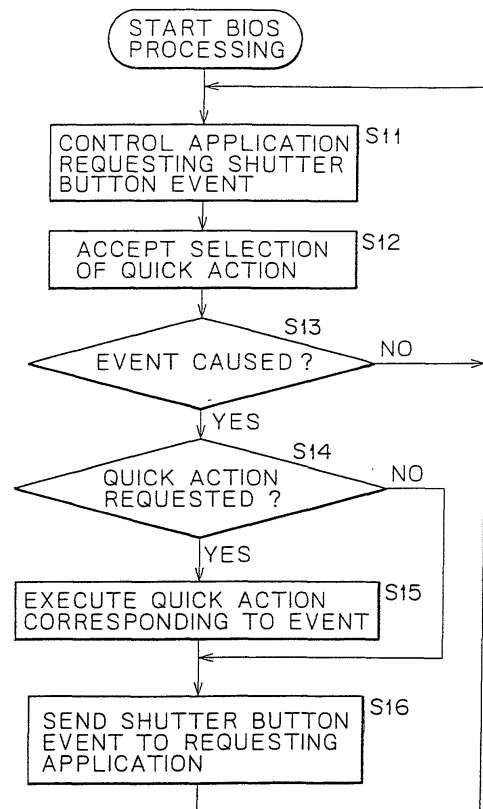 START BIOS
PROCESSING
CONTROL APPLICATION
REQUESTING SHUTTER
BUTTON EVENT
S11
ACCEPT SELECTION
OF QUICK ACTION
S12
S13
EVENT CAUSED ?
NO
YES
S14
QUICK ACTION
REQUESTED ?
NO
YES
S15
EXECUTE QUICK ACTION
CORRESPONDING TO EVENT
S16
SEND SHUTTER BUTTON
EVENT TO REQUESTING
APPLICATION